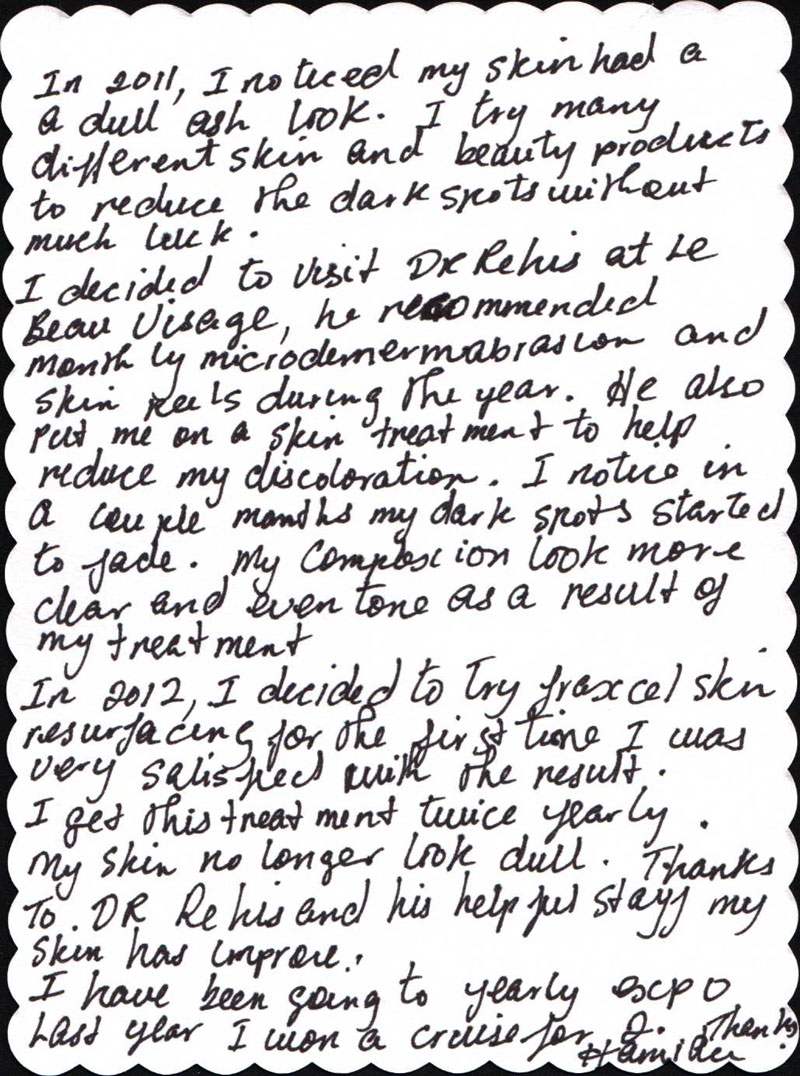 In 2011, I noticed my skin had a
a dull ash look. I try many
different skin and beauty products
to reduce the dark spots without
much luck.
I decided to visit DR Rehis at Le
Beau Visage, he recommended
monthly microdemermabrasion and
skin peels during the year. He also
put me on a skin treatment to help
reduce my discoloration. I notice in
a couple months my dark spots started
to fade. My
look more
clear and even tone as a result of
my treatment
In 2012, I decided to try fraxcel skin
resurfacing for the first time I was
very satisfied with the result.
I get this treatment twice yearly.
My skin no longer look dull. Thanks
To. DR Rehis and his helpful staff my
skin has improve.
I have been going to yearly expo
Last year I won a cruise for 2. Thanks